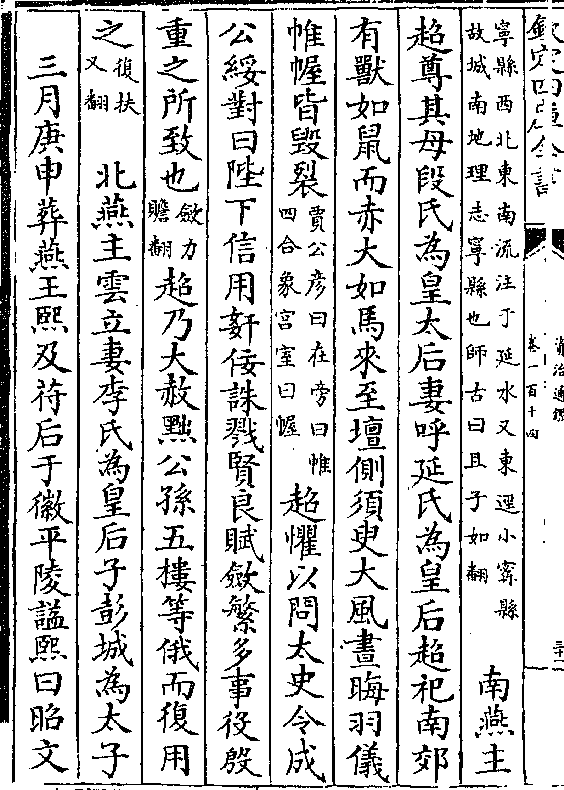 欽定四庫全書
資治通鑑
卷一百十四
寧縣西北東南流注于延水又東逕小寗縣
故城南地理志寧縣也師古曰且子如翻
南燕主
超尊其母段氏為皇太后妻呼延氏為皇后超祀南郊
有獸如鼠而赤大如馬來至壇側須臾大風晝晦羽儀
帷幄皆毀裂
賈公彦曰在旁曰帷
四合象宫室曰幄
超懼以問太史令成
公綏對曰陛下信用姧佞誅戮賢良賦斂繁多事役殷
重之所致也
斂力
贍翻
超乃大赦黜公孫五樓等俄而復用
之
復扶
又翻
北燕主雲立妻李氏為皇后子彭城為太子
三月庚申葬燕王熙及苻后于徽平陵諡熙曰昭文